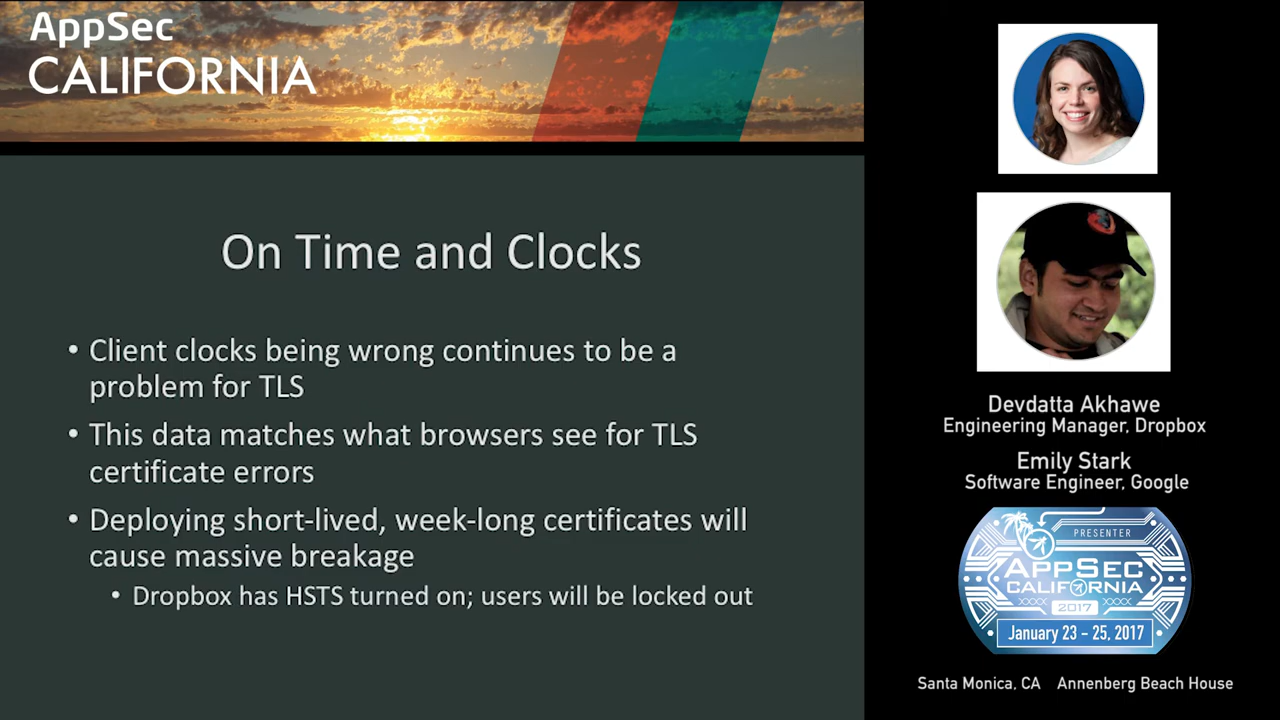 AppSec
CALIFORNIA
On Time and Clocks
• Client clocks being wrong continues to be a
problem for TLS
• This data matches what browsers see for TLS
certificate errors
• Deploying short-lived, week-long certificates will
cause massive breakage
• Dropbox has HSTS turned on; users will be locked out
Devdatta Akhawe
Engineering Manager, Dropbox
Emily Stark
Software Engineer, Google
PRESENTER
APPSEC
CALIFORNIA
2017
January 23 - 25, 2017
Santa Monica, CA Annenberg Beach House